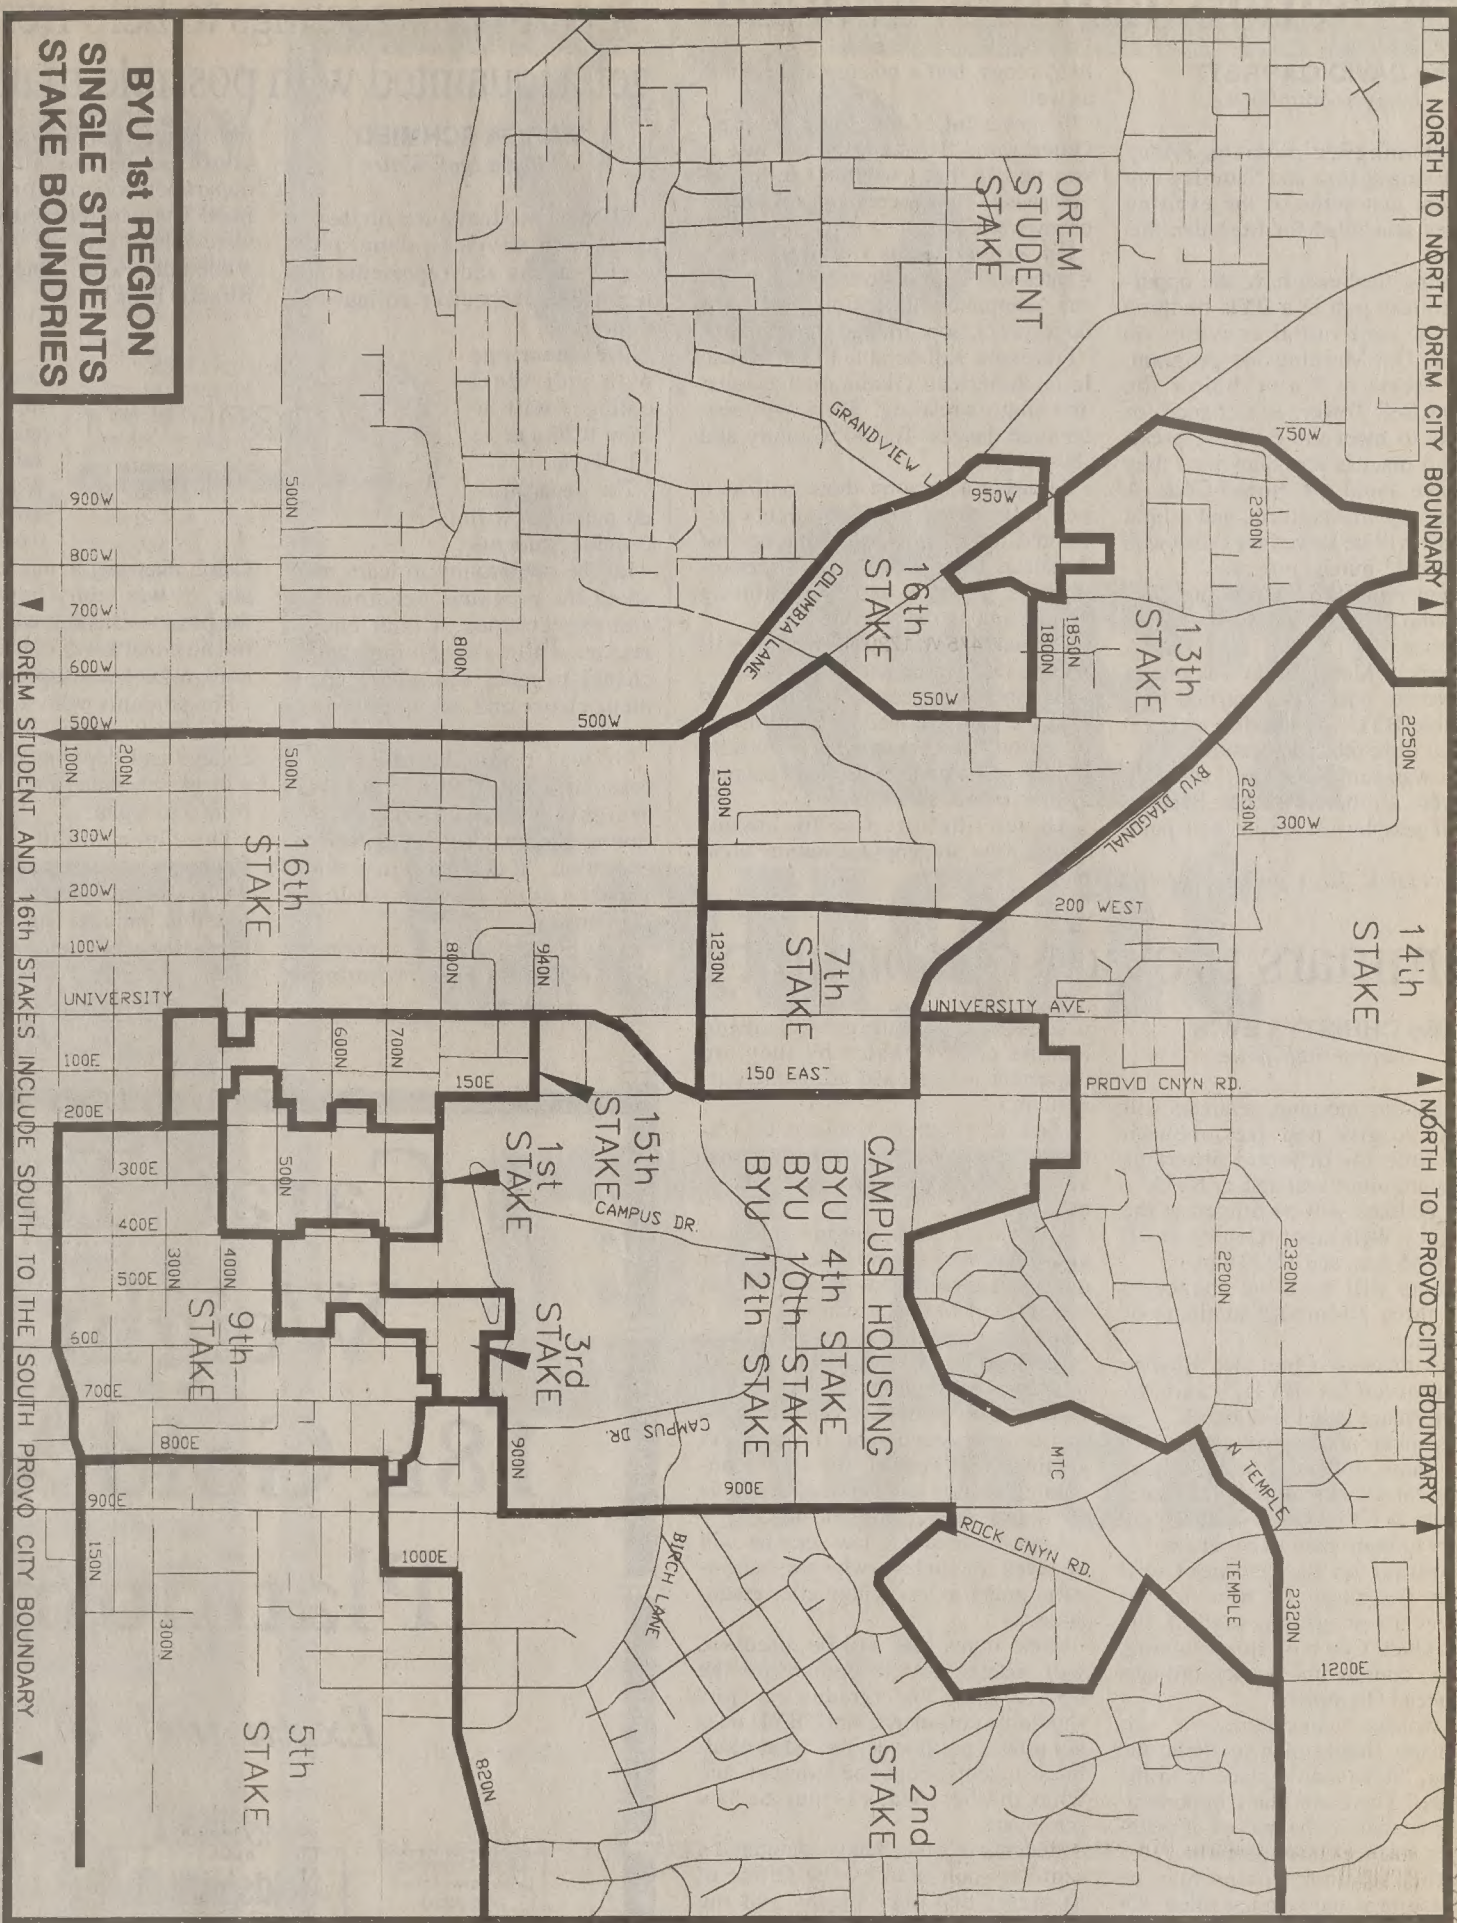 ▲ NORTH TO NORTH OREM CITY BOUNDARY ▲
▲ NORTH TO PROVO CITY BOUNDARY ▲
OREM
STUDENT
STAKE
750W
2300N
GRANDVIEW
950W
COLUMBIA LANE
16th
STAKE
13th
STAKE
1850N
1800N
550W
2250N
2230N
300W
BYU DIAGONAL
14th
STAKE
200 WEST
1300N
1230N
7th
STAKE
UNIVERSITY AVE.
150 EAST
PROVO CNYN RD.
CAMPUS HOUSING
BYU 4th STAKE
BYU 10th STAKE
BYU 12th STAKE
2320N
2200N
MTC
N TEMPLE
TEMPLE
2320N
1200E
ROCK CNYN RD.
900E
CAMPUS DR.
CAMPUS DR.
BIRCH LANE
2nd
STAKE
15th
STAKE
1st
STAKE
3rd
STAKE
900N
940N
800N
150E
700N
600N
500N
500N
800N
500W
500N
16th
STAKE
900W
800W
700W
600W
500W
100N
200N
300W
200W
100W
UNIVERSITY
100E
200E
300E
400E
300N
400N
500E
9th
STAKE
600
700E
800E
900E
150N
300N
1000E
820N
5th
STAKE
BYU 1st REGION
SINGLE STUDENTS
STAKE BOUNDRIES
▼ OREM STUDENT AND 16th STAKES INCLUDE SOUTH TO THE SOUTH PROVO CITY BOUNDARY ▼